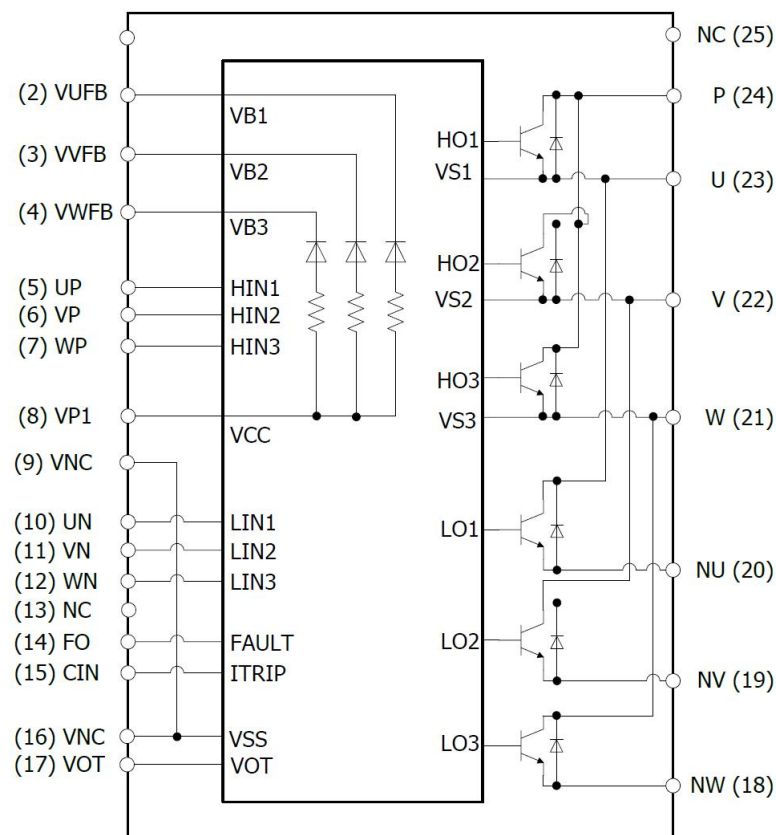 NC (25)
(2) VUFB
VB1
P (24)
HO1
(3) VVFB
VB2
VS1
U (23)
(4) VWFB
VB3
HO2
(5) UP
HIN1
VS2
V (22)
(6) VP
HIN2
(7) WP
HIN3
HO3
(8) VP1
VCC
VS3
W (21)
(9) VNC
(10) UN
LIN1
LO1
(11) VN
LIN2
(12) WN
LIN3
NU (20)
(13) NC
(14) FO
FAULT
LO2
(15) CIN
ITRIP
NV (19)
(16) VNC
VSS
LO3
(17) VOT
VOT
NW (18)